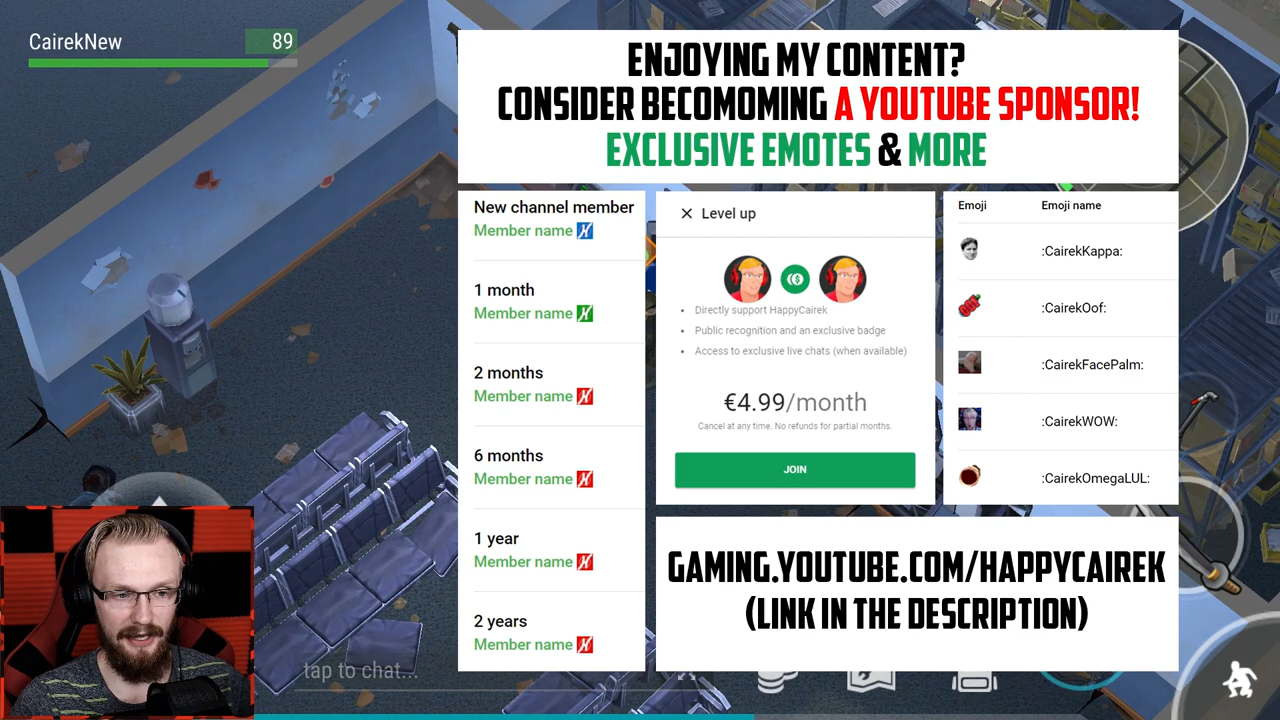 CairekNew
89
ENJOYING MY CONTENT?
CONSIDER BECOMOMING A YOUTUBE SPONSOR!
EXCLUSIVE EMOTES & MORE
New channel member
Member name
1 month
Member name
2 months
Member name
6 months
Member name
1 year
Member name
2 years
Member name
× Level up
• Directly support HappyCairek
• Public recognition and an exclusive badge
• Access to exclusive live chats (when available)
€4.99/month
Cancel at any time. No refunds for partial months.
JOIN
Emoji Emoji name
:CairekKappa:
:CairekOof:
:CairekFacePalm:
:CairekWOW:
:CairekOmegaLUL:
GAMING.YOUTUBE.COM/HAPPYCAIREK
(LINK IN THE DESCRIPTION)
tap to chat...